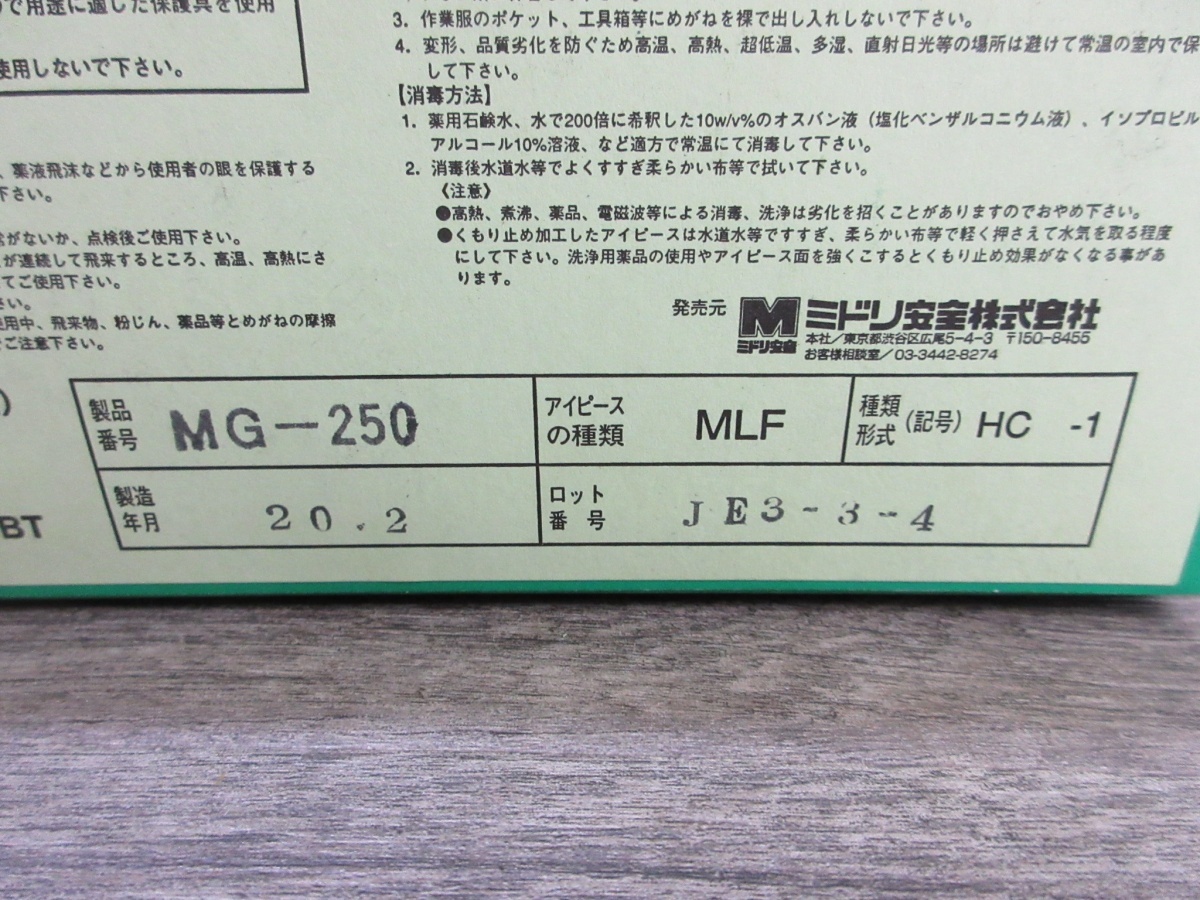 で用途に適した保護具を使用
使用しないで下さい。
、薬液飛沫などから使用者の眼を保護する
下さい。
常がないか、点検後ご使用下さい。
が連続して飛来するところ、高温、高熱にさ
てご使用下さい。
さい。
使用中、飛来物、粉じん、薬品等とめがねの摩擦
ご注意下さい。
3. 作業服のポケット、工具箱等にめがねを裸で出し入れしないで下さい。
4. 変形、品質劣化を防ぐため高温、高熱、超低温、多湿、直射日光等の場所は避けて常温の室内で保
して下さい。
【消毒方法】
1. 薬用石鹸水、水で200倍に希釈した10w/v%のオスバン液（塩化ベンザルコニウム液）、イソプロピル
アルコール10%溶液、など適方で常温にて消毒して下さい。
2. 消毒後水道水等でよくすすぎ柔らかい布等で拭いて下さい。
《注意》
●高熱、煮沸、薬品、電磁波等による消毒、洗浄は劣化を招くことがありますのでおやめ下さい。
●くもり止め加工したアイピースは水道水等ですすぎ、柔らかい布等で軽く押さえて水気を取る程度
にして下さい。洗浄用薬品の使用やアイピース面を強くこするとくもり止め効果がなくなる事があ
ります。
発売元 M ミドリ安全 ミドリ安全株式会社
本社／東京都渋谷区広尾5-4-3 〒150-8455
お客様相談室／03-3442-8274
製品番号 MG-250 アイピースの種類 MLF 種類形式(記号) HC -1
製造年月 20.2 ロット番号 JE3-3-4
BT